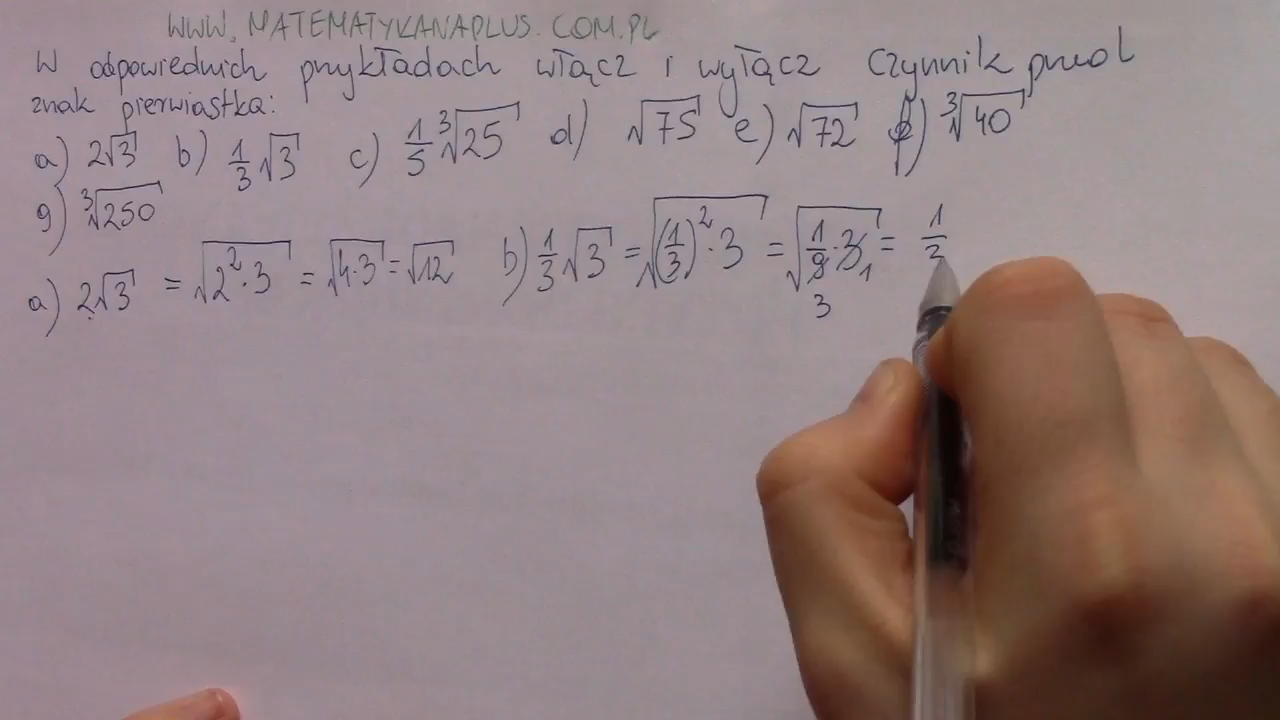 WWW.MATEMATYKANAPLUS.COM.PL
W odpowiednich przykładach włącz i wyłącz czynnik przed
znak pierwiastka:
a) 2√3 b) 1/3 √3 c) 1/5 ∛25 d) √75 e) √72 f) ∛40
g) ∛250
a) 2√3 = √(2²·3) = √(4·3) = √12 b) 1/3 √3 = √((1/3)²·3) = √(1/9·3) = 1/3
3 1